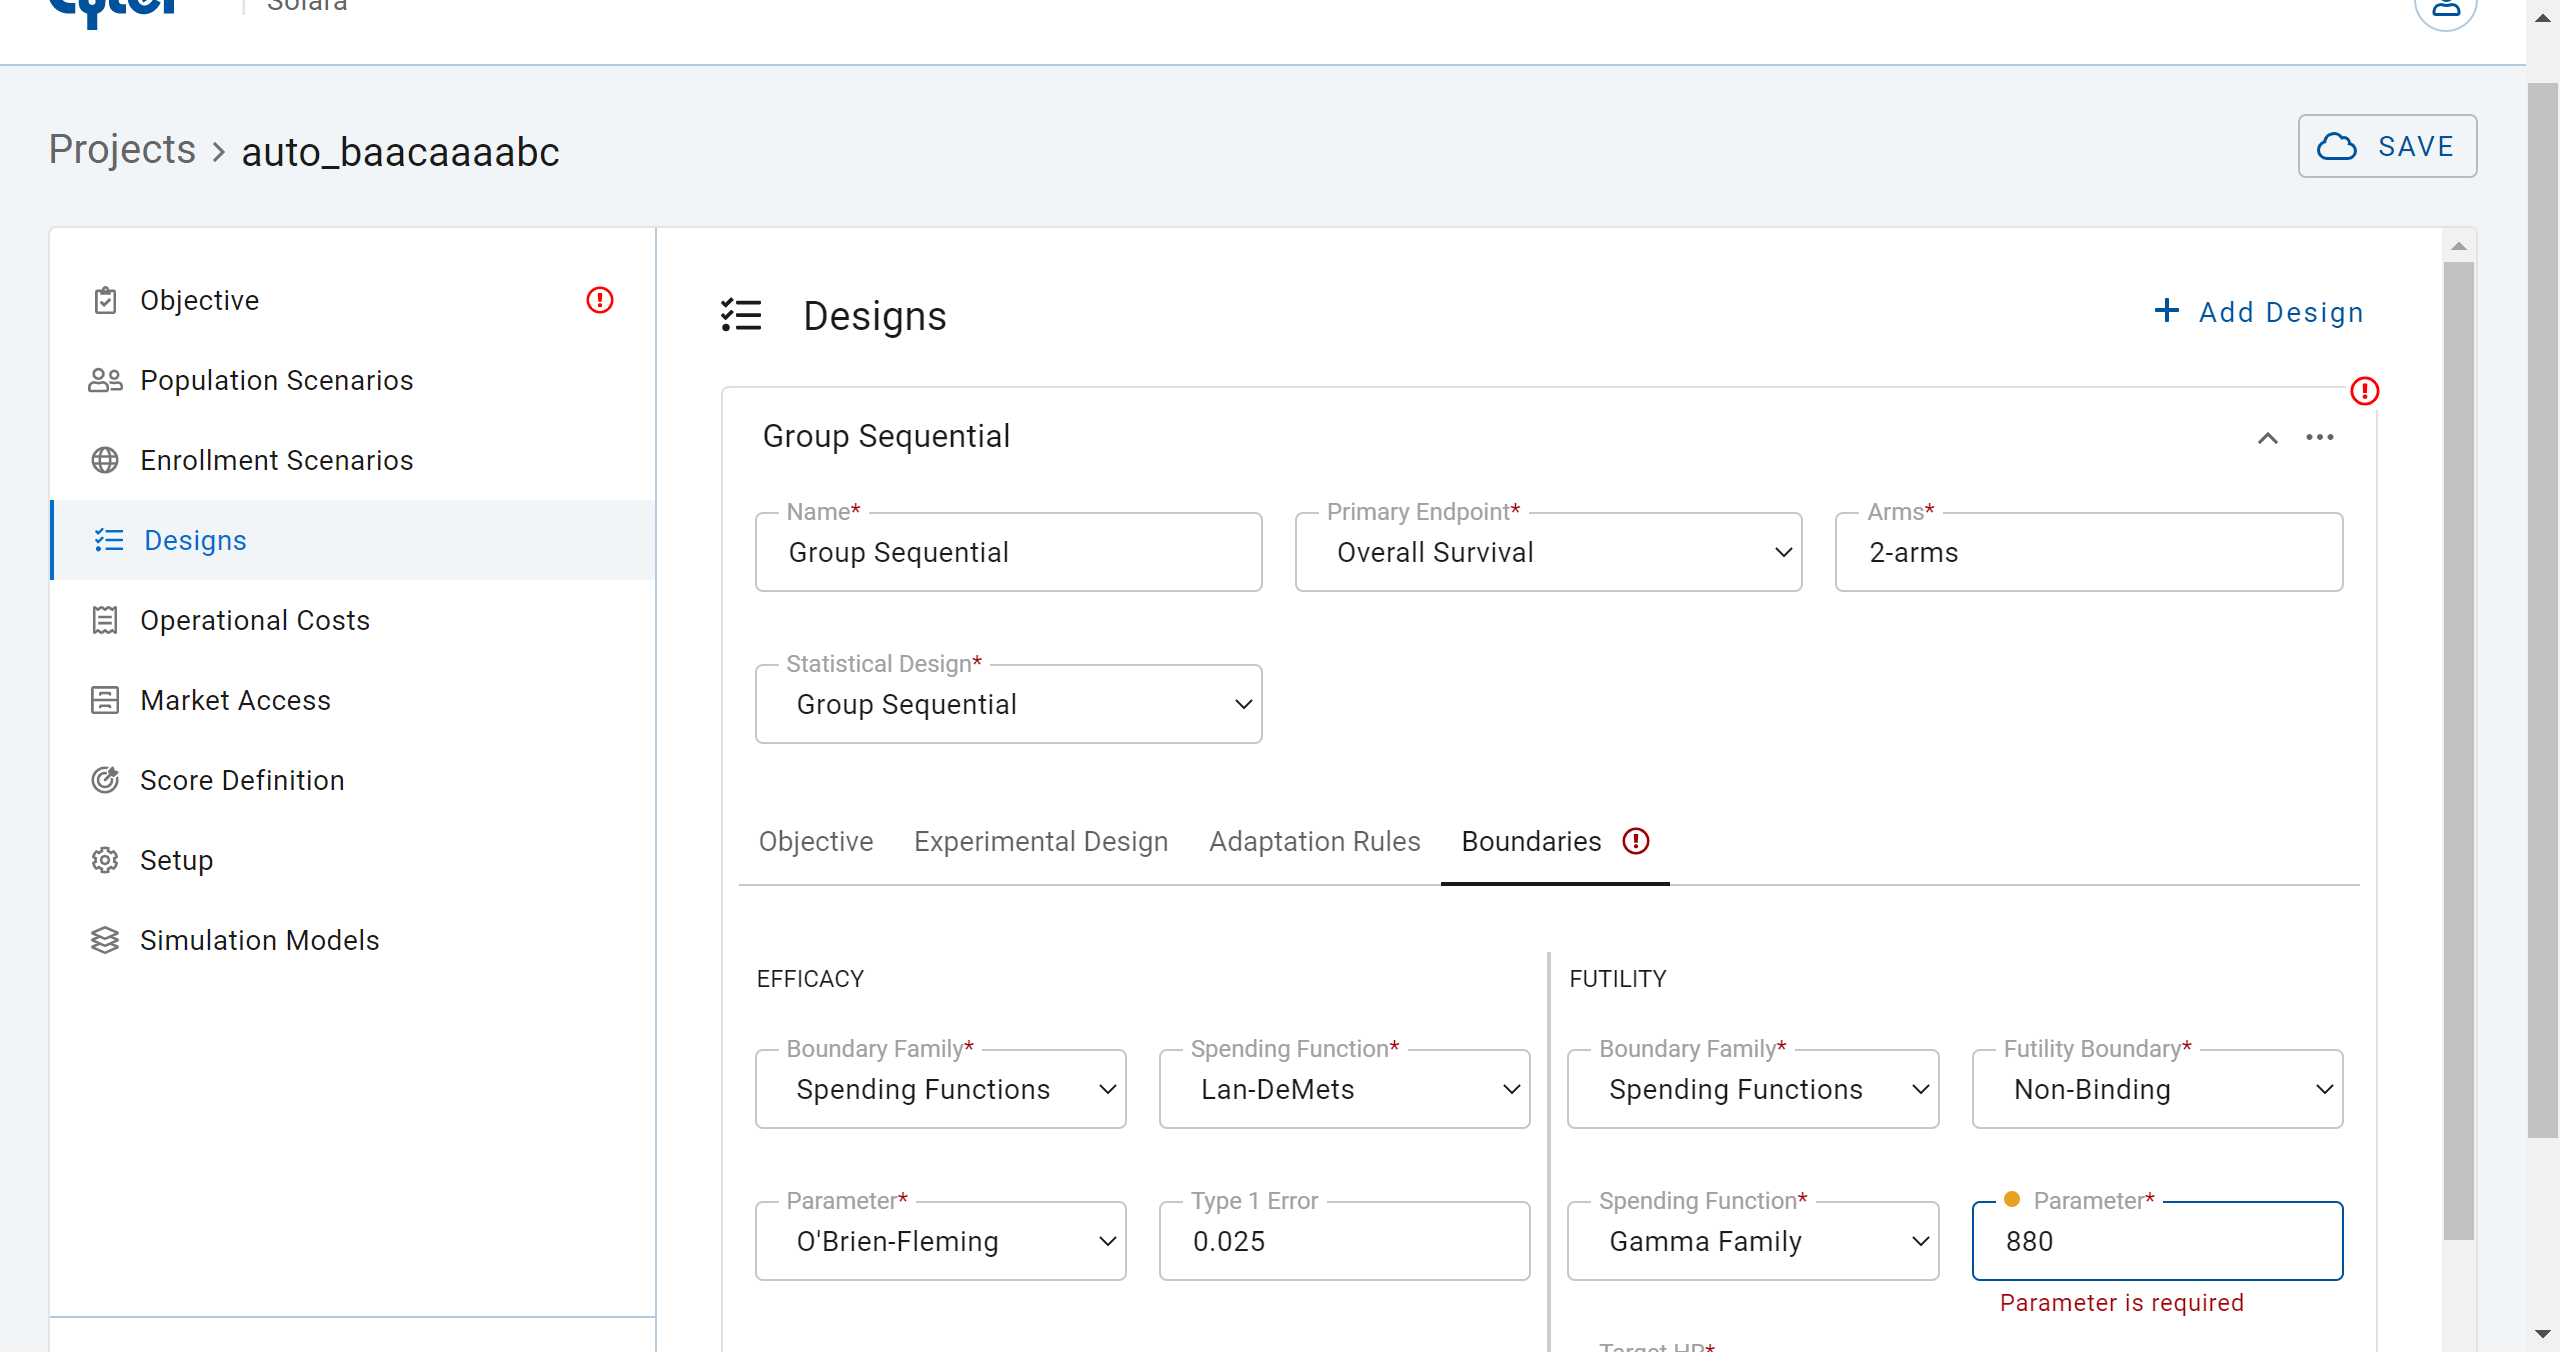 Solara
Projects > auto_baacaaaabc
SAVE
Objective
Population Scenarios
Enrollment Scenarios
Designs
Operational Costs
Market Access
Score Definition
Setup
Simulation Models
Designs
+ Add Design
Group Sequential
Name*
Group Sequential
Primary Endpoint*
Overall Survival
Arms*
2-arms
Statistical Design*
Group Sequential
Objective
Experimental Design
Adaptation Rules
Boundaries
EFFICACY
Boundary Family*
Spending Functions
Spending Function*
Lan-DeMets
Parameter*
O'Brien-Fleming
Type 1 Error
0.025
FUTILITY
Boundary Family*
Spending Functions
Futility Boundary*
Non-Binding
Spending Function*
Gamma Family
Parameter*
880
Parameter is required
Target HR*